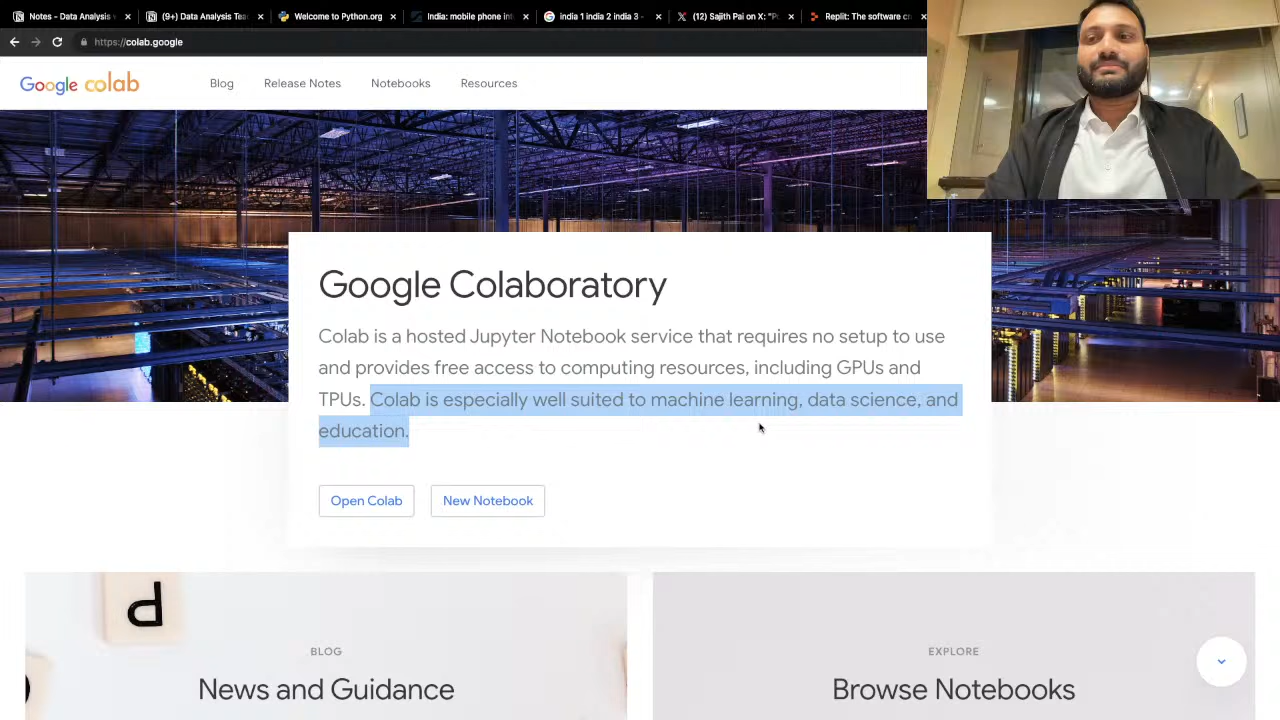 Notes - Data Analysis
(9+) Data Analysis Teac
Welcome to Python.org
India: mobile phone int
india 1 india 2 india 3 -
(12) Sajith Pai on X: "Po
Replit: The software cr
https://colab.google
Google colab
Blog
Release Notes
Notebooks
Resources
Google Colaboratory
Colab is a hosted Jupyter Notebook service that requires no setup to use
and provides free access to computing resources, including GPUs and
TPUs. Colab is especially well suited to machine learning, data science, and
education.
Open Colab
New Notebook
d
BLOG
EXPLORE
News and Guidance
Browse Notebooks